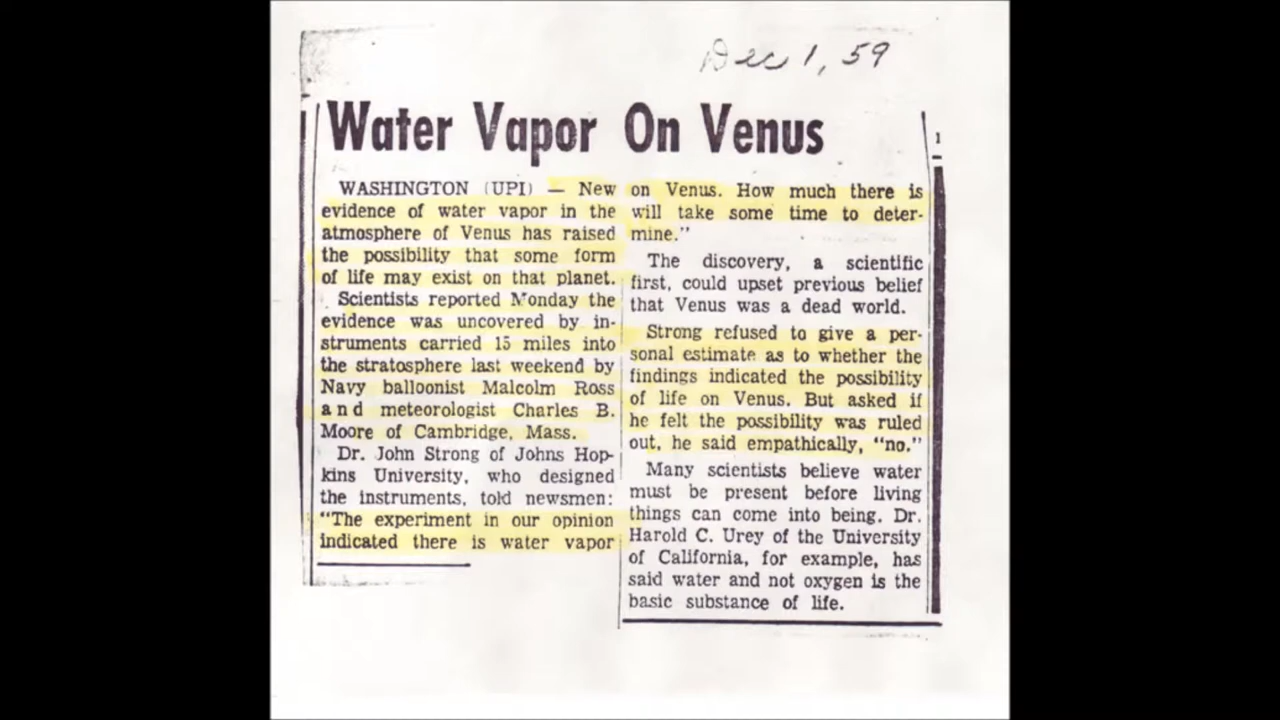 Dec 1, 59
Water Vapor On Venus
WASHINGTON (UPI) — New
evidence of water vapor in the
atmosphere of Venus has raised
the possibility that some form
of life may exist on that planet.
Scientists reported Monday the
evidence was uncovered by in-
struments carried 15 miles into
the stratosphere last weekend by
Navy balloonist Malcolm Ross
and meteorologist Charles B.
Moore of Cambridge, Mass.
Dr. John Strong of Johns Hop-
kins University, who designed
the instruments, told newsmen:
"The experiment in our opinion
indicated there is water vapor
on Venus. How much there is
will take some time to deter-
mine."
The discovery, a scientific
first, could upset previous belief
that Venus was a dead world.
Strong refused to give a per-
sonal estimate as to whether the
findings indicated the possibility
of life on Venus. But asked if
he felt the possibility was ruled
out, he said empathically, "no."
Many scientists believe water
must be present before living
things can come into being. Dr.
Harold C. Urey of the University
of California, for example, has
said water and not oxygen is the
basic substance of life.
1